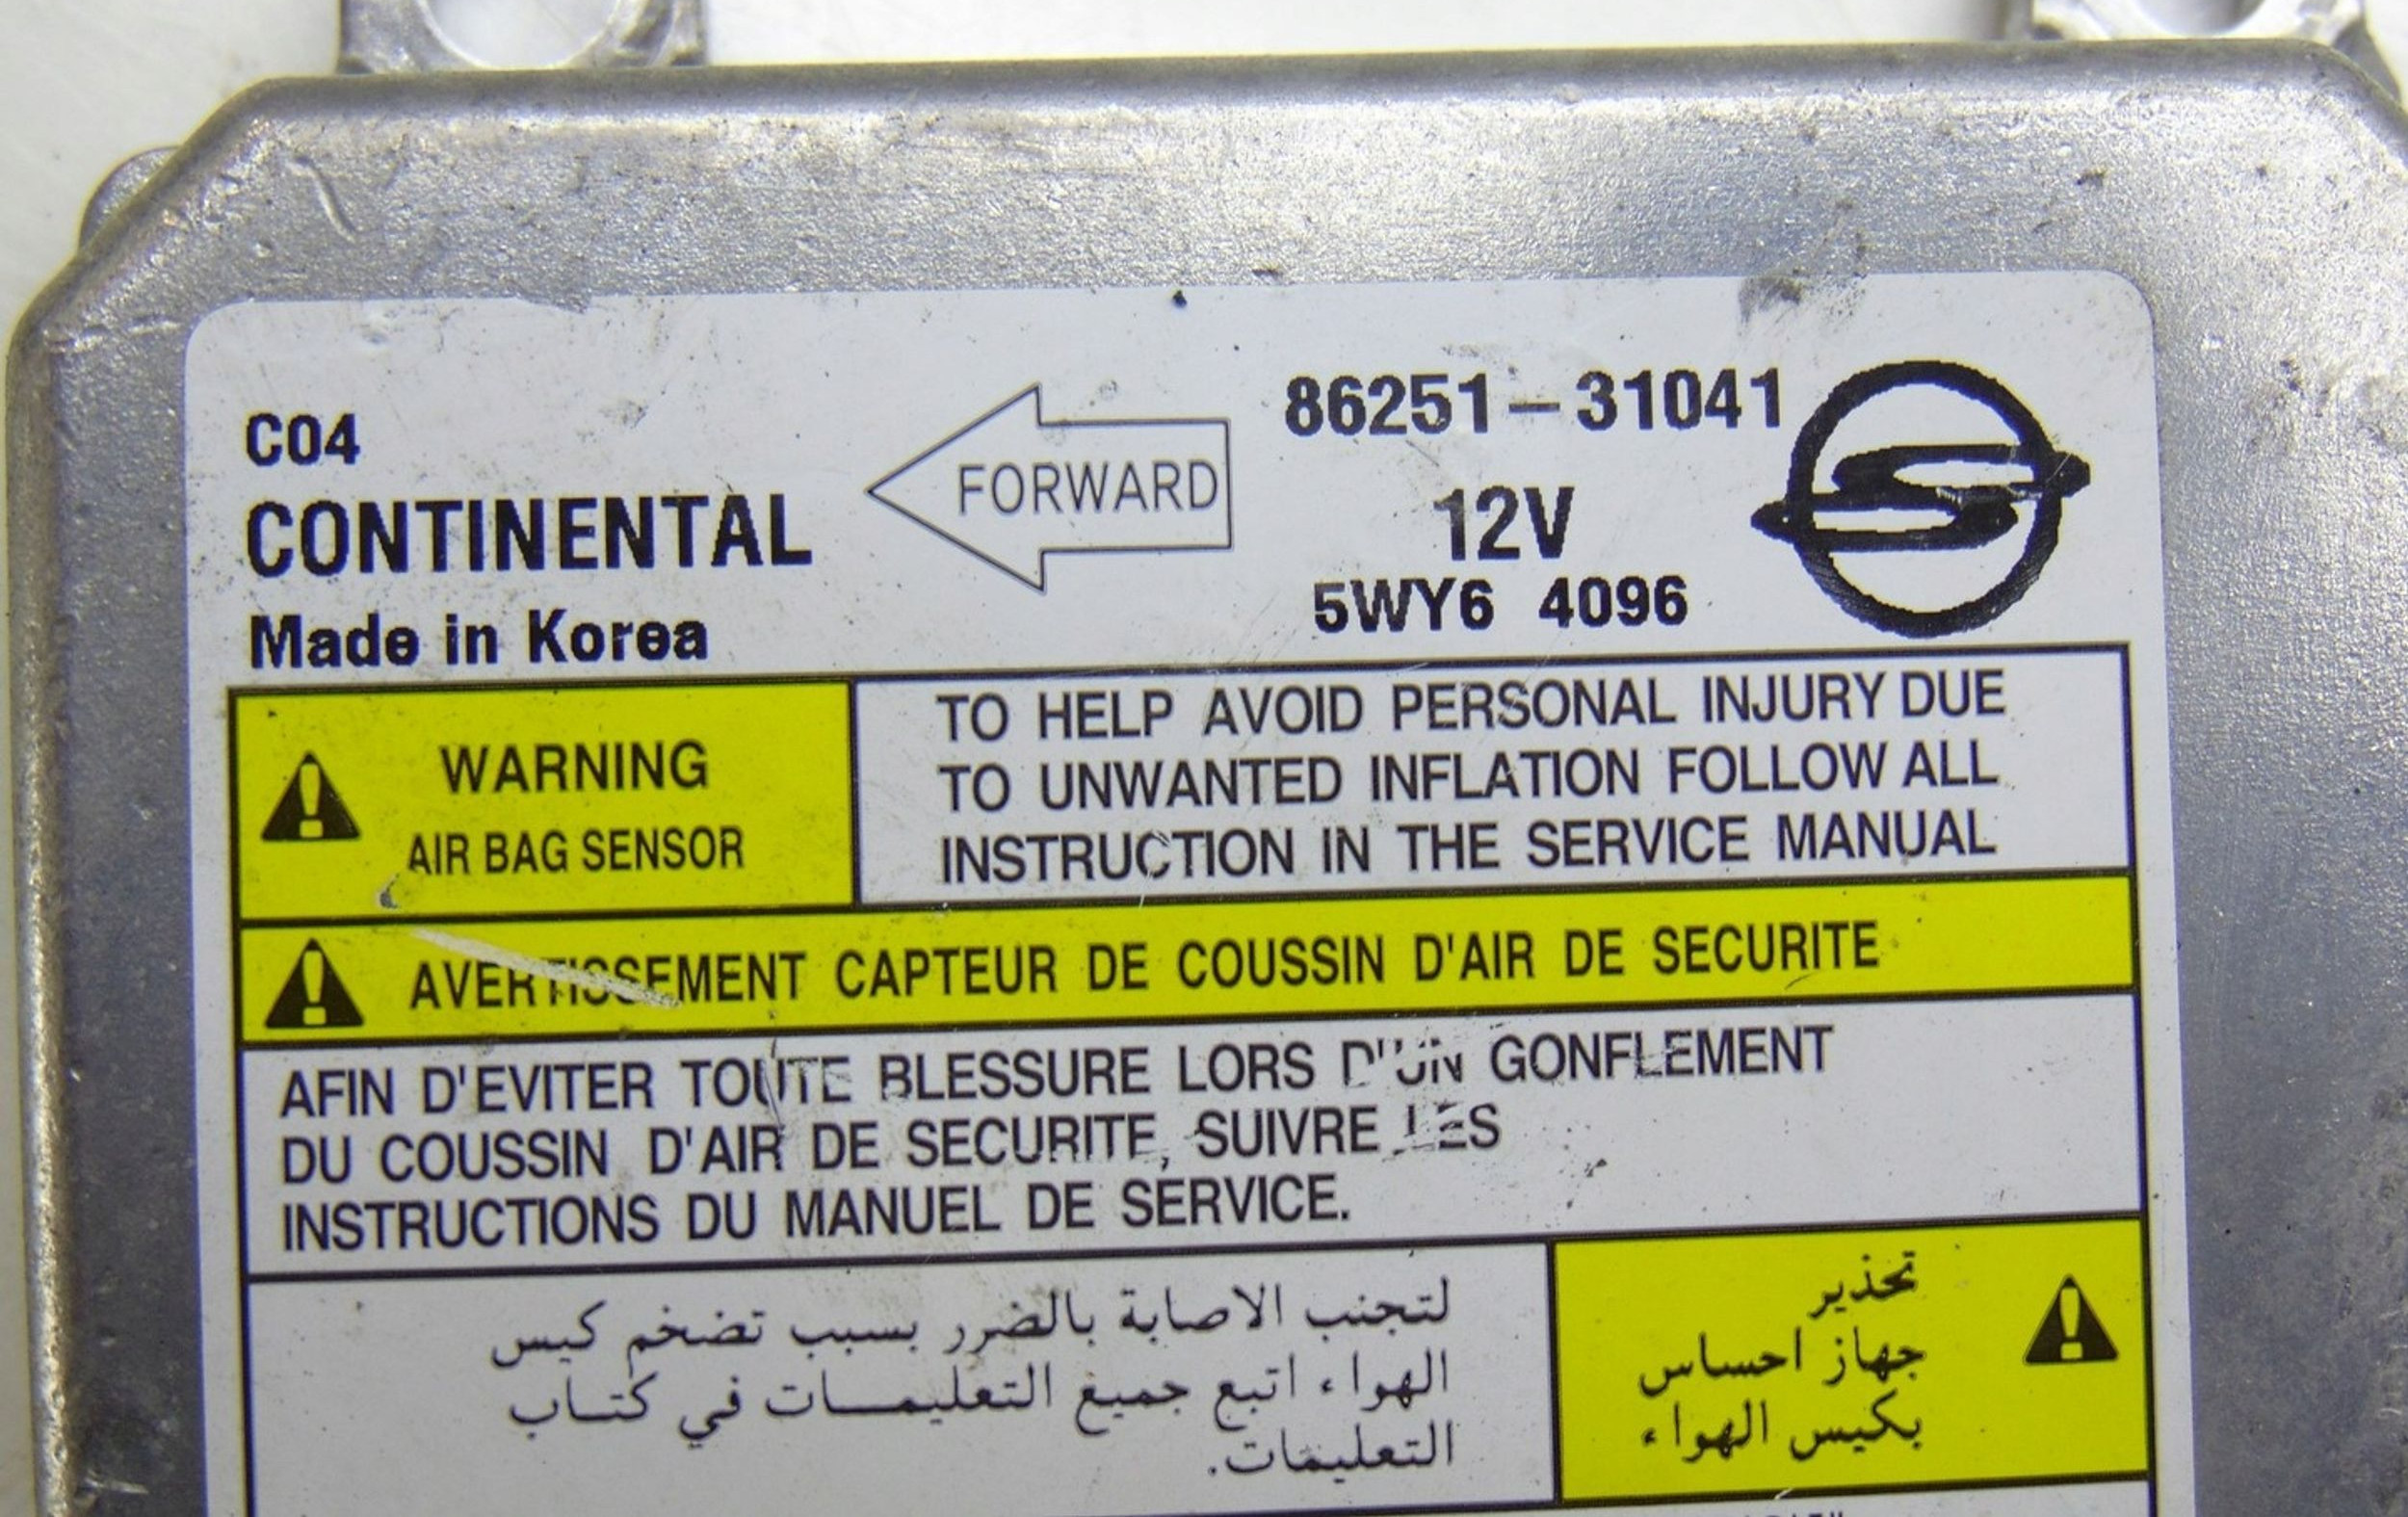 C04
CONTINENTAL
Made in Korea
FORWARD
86251-31041
12V
5WY6 4096
WARNING
AIR BAG SENSOR
TO HELP AVOID PERSONAL INJURY DUE
TO UNWANTED INFLATION FOLLOW ALL
INSTRUCTION IN THE SERVICE MANUAL
AVERTISSEMENT CAPTEUR DE COUSSIN D'AIR DE SECURITE
AFIN D'EVITER TOUTE BLESSURE LORS D'UN GONFLEMENT
DU COUSSIN D'AIR DE SECURITE, SUIVRE LES
INSTRUCTIONS DU MANUEL DE SERVICE.
تحذير
جهاز احساس
بكيس الهواء
لتجنب الاصابة بالضرر بسبب تضخم كيس
الهواء اتبع جميع التعليمات في كتاب
التعليمات.